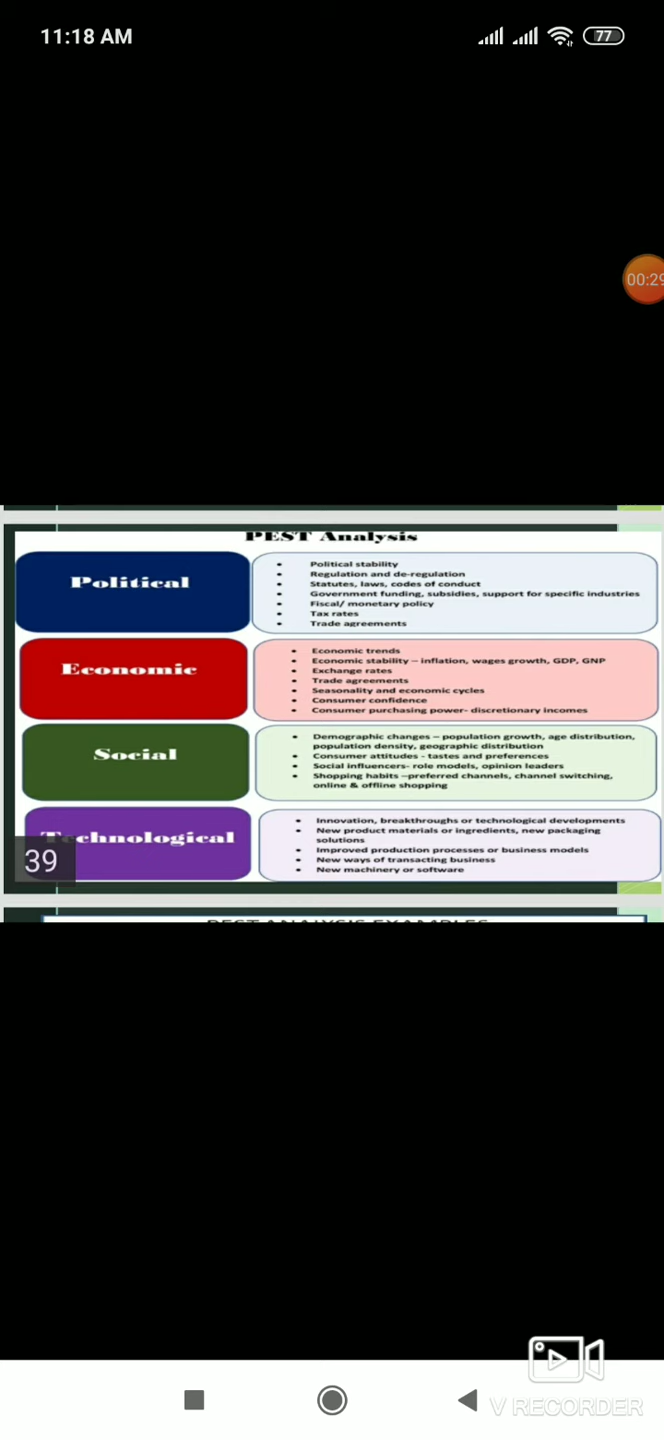 11:18 AM
77
00:29
PEST Analysis
Political
• Political stability
• Regulation and de-regulation
• Statutes, laws, codes of conduct
• Government funding, subsidies, support for specific industries
• Fiscal/ monetary policy
• Tax rates
• Trade agreements
Economic
• Economic trends
• Economic stability – inflation, wages growth, GDP, GNP
• Exchange rates
• Trade agreements
• Seasonality and economic cycles
• Consumer confidence
• Consumer purchasing power- discretionary incomes
Social
• Demographic changes – population growth, age distribution,
population density, geographic distribution
• Consumer attitudes - tastes and preferences
• Social influencers- role models, opinion leaders
• Shopping habits –preferred channels, channel switching,
online & offline shopping
Technological
• Innovation, breakthroughs or technological developments
• New product materials or ingredients, new packaging
solutions
• Improved production processes or business models
• New ways of transacting business
• New machinery or software
39
PEST ANALYSIS EXAMPLES
V RECORDER